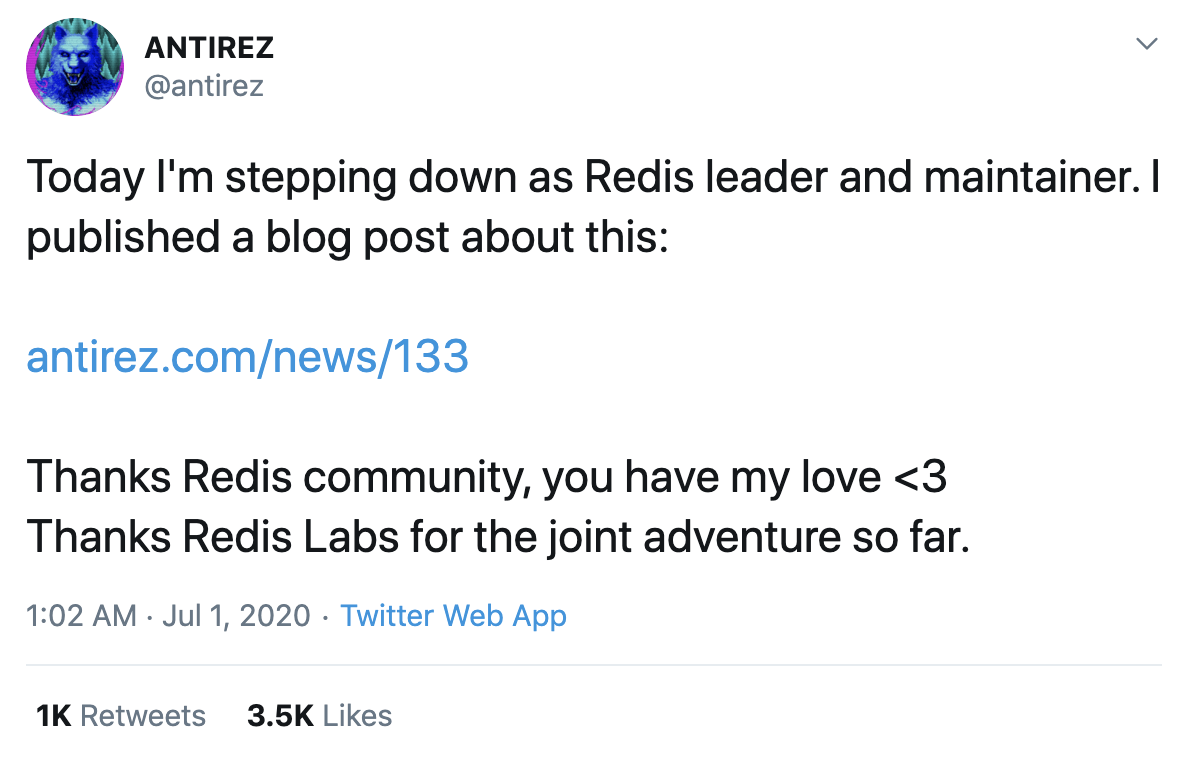 ANTIREZ
@antirez
Today I'm stepping down as Redis leader and maintainer. I
published a blog post about this:
antirez.com/news/133
Thanks Redis community, you have my love <3
Thanks Redis Labs for the joint adventure so far.
1:02 AM · Jul 1, 2020 · Twitter Web App
1K Retweets 3.5K Likes